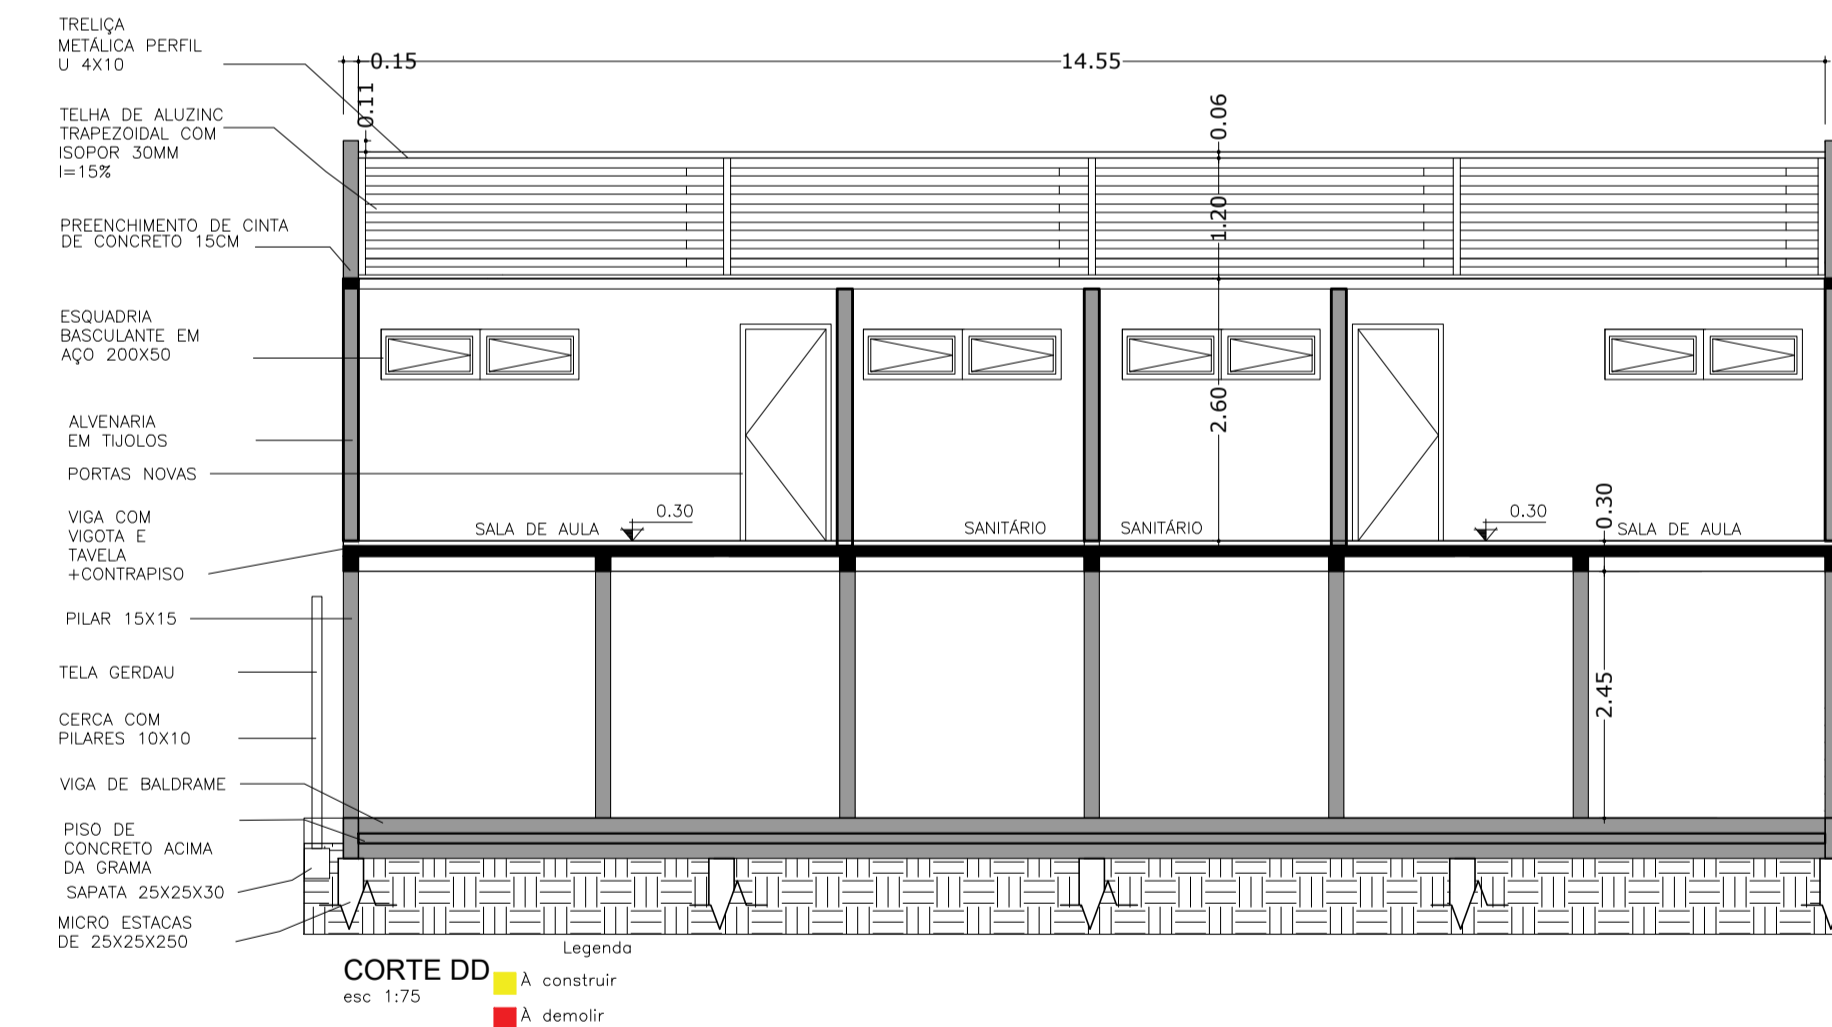 TRELIÇA
METÁLICA PERFIL
U 4X10
0.15
14.55
0.11
0.06
TELHA DE ALUZINC
TRAPEZOIDAL COM
ISOPOR 30MM
I=15%
1.20
PREENCHIMENTO DE CINTA
DE CONCRETO 15CM
ESQUADRIA
BASCULANTE EM
AÇO 200X50
2.60
ALVENARIA
EM TIJOLOS
PORTAS NOVAS
VIGA COM
VIGOTA E
TAVELA
+CONTRAPISO
SALA DE AULA
0.30
SANITÁRIO
SANITÁRIO
0.30
0.30
SALA DE AULA
PILAR 15X15
TELA GERDAU
2.45
CERCA COM
PILARES 10X10
VIGA DE BALDRAME
PISO DE
CONCRETO ACIMA
DA GRAMA
SAPATA 25X25X30
MICRO ESTACAS
DE 25X25X250
Legenda
CORTE DD
esc 1:75
À construir
À demolir